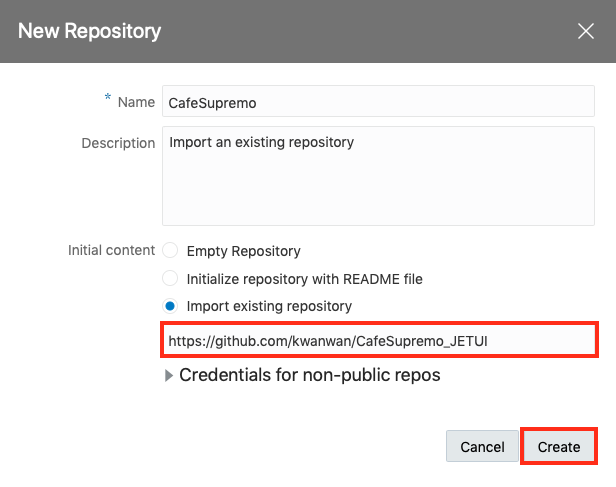 New Repository
* Name CafeSupremo
Description Import an existing repository
Initial content Empty Repository
Initialize repository with README file
Import existing repository
https://github.com/kwanwan/CafeSupremo_JETUI
Credentials for non-public repos
Cancel Create